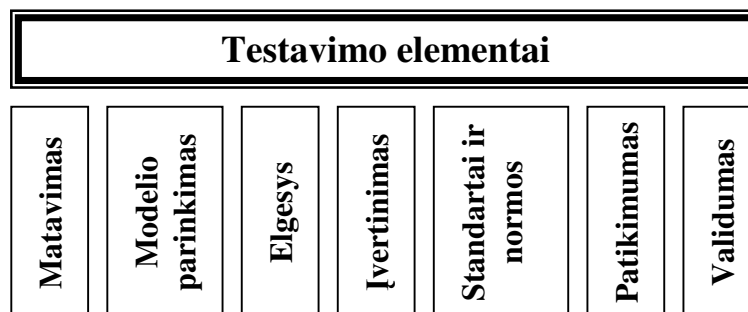 Testavimo elementai
Matavimas
Modelio
parinkimas
Elgesys
Įvertinimas
Standartai ir
normos
Patikimumas
Validumas